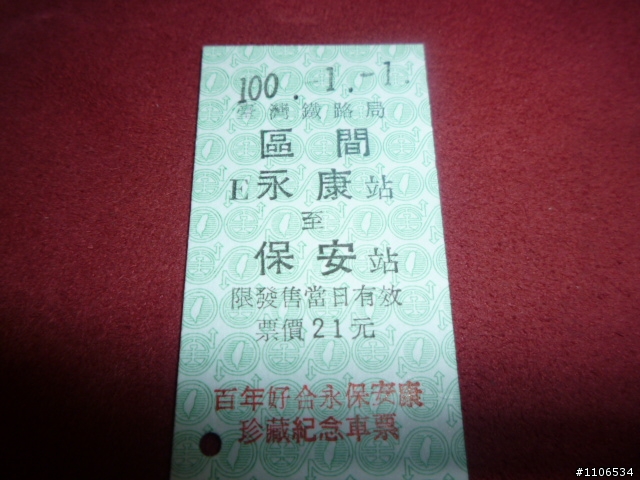 100.-1.-1.
臺灣鐵路局
區間
E永康站
至
保安站
限發售當日有效
票價21元
百年好合永保安康
珍藏紀念車票
#1106534